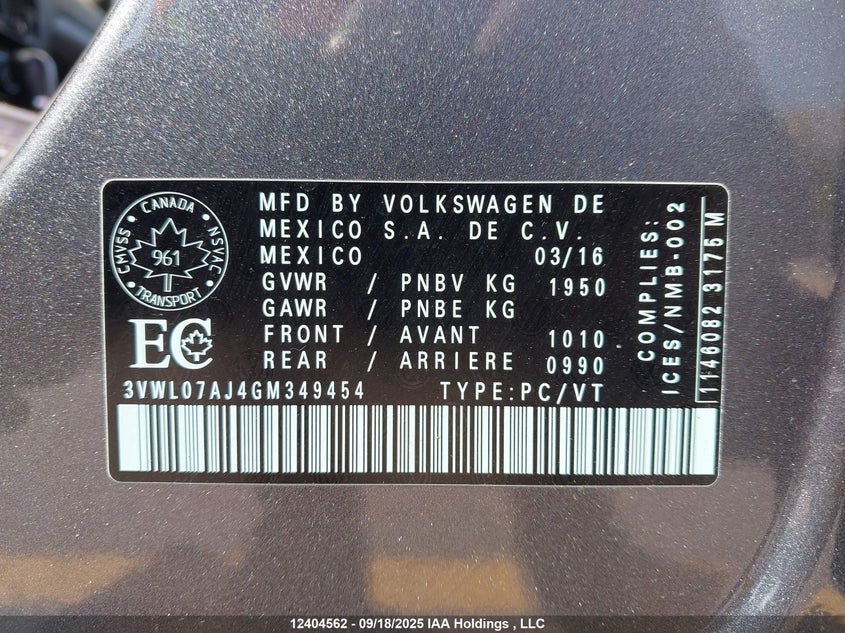 CANADA
CMVSS
NSVAC
961
TRANSPORT
EC
MFD BY VOLKSWAGEN DE
MEXICO S.A. DE C.V.
MEXICO 03/16
GVWR / PNBV KG 1950
GAWR / PNBE KG
FRONT / AVANT 1010
REAR / ARRIERE 0990
3VWL07AJ4GM349454 TYPE:PC/VT
COMPLIES:
ICES/NMB-002
1146082 3175 M
12404562 - 09/18/2025 IAA Holdings , LLC